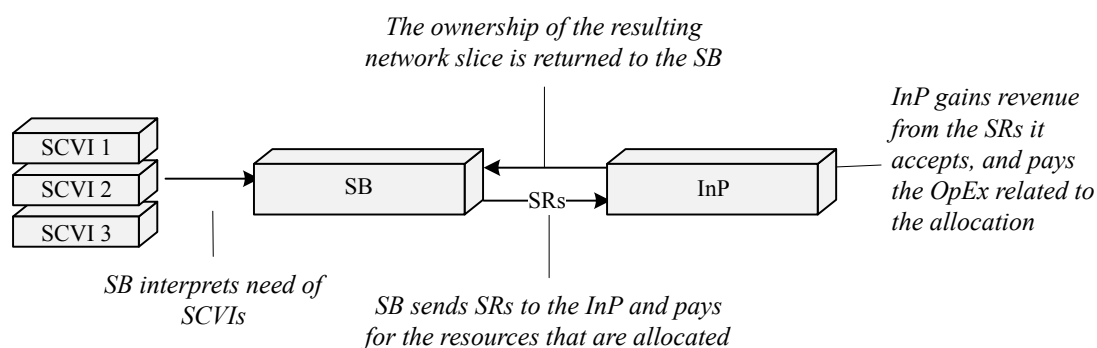 The ownership of the resulting
network slice is returned to the SB
SCVI 1
SCVI 2
SCVI 3
SB
SRs
InP
InP gains revenue
from the SRs it
accepts, and pays
the OpEx related to
the allocation
SB interprets need of
SCVIs
SB sends SRs to the InP and pays
for the resources that are allocated